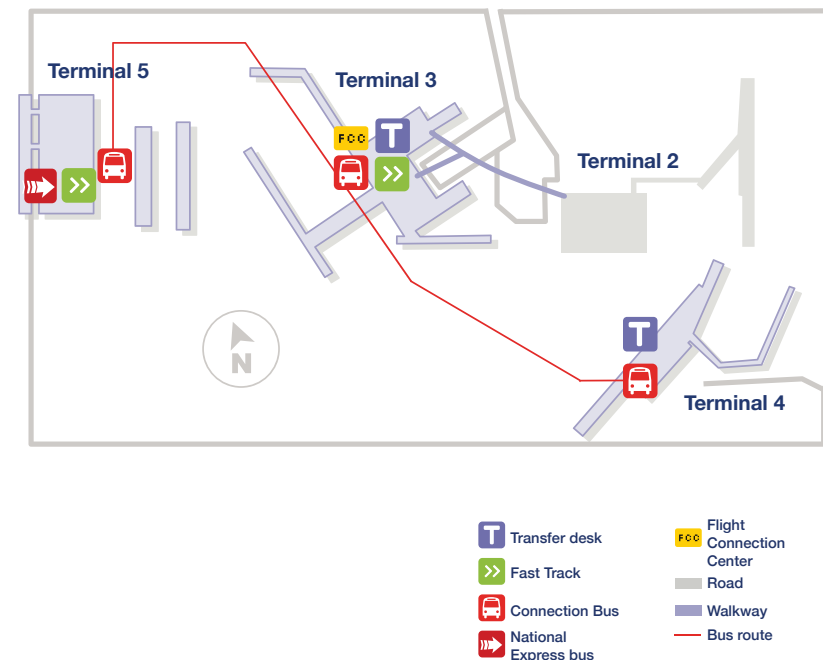 Terminal 5
Terminal 3
FCC
T
Terminal 2
T
N
Terminal 4
T Transfer desk
Fast Track
Connection Bus
National
Express bus
FCC Flight
Connection
Center
Road
Walkway
Bus route